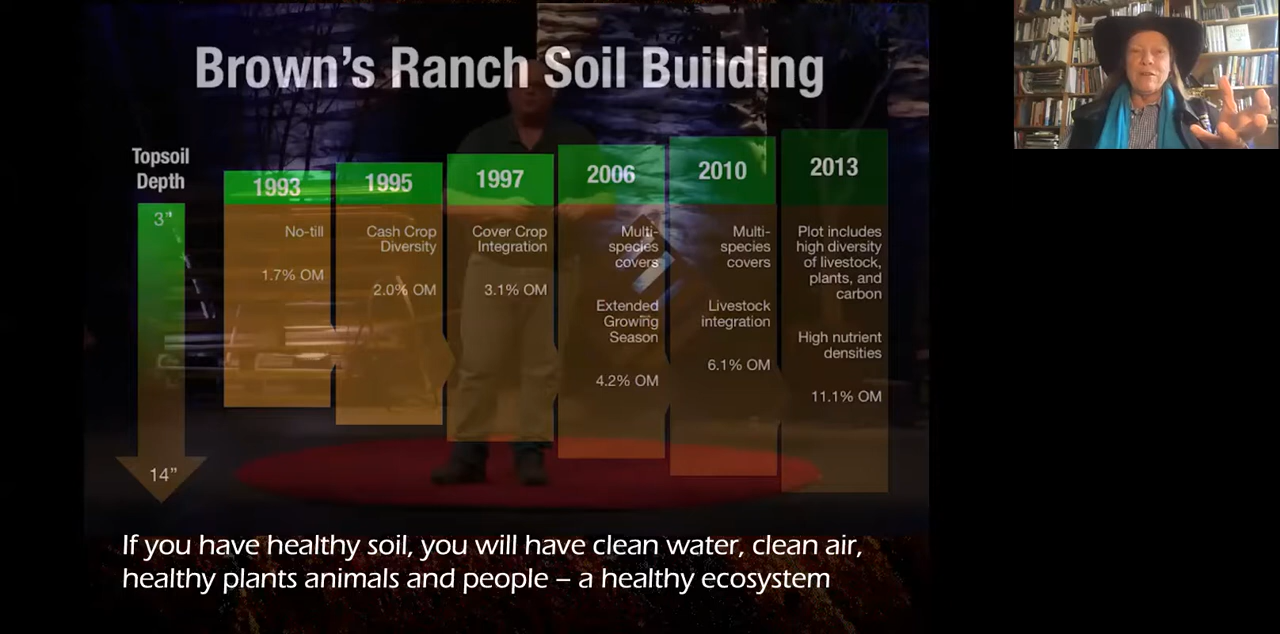 Brown's Ranch Soil Building
Topsoil
Depth
3"
14"
1993
No-till
1.7% OM
1995
Cash Crop
Diversity
2.0% OM
1997
Cover Crop
Integration
3.1% OM
2006
Multi-
species
covers
Extended
Growing
Season
4.2% OM
2010
Multi-
species
covers
Livestock
integration
6.1% OM
2013
Plot includes
high diversity
of livestock,
plants, and
carbon
High nutrient
densities
11.1% OM
If you have healthy soil, you will have clean water, clean air,
healthy plants animals and people – a healthy ecosystem